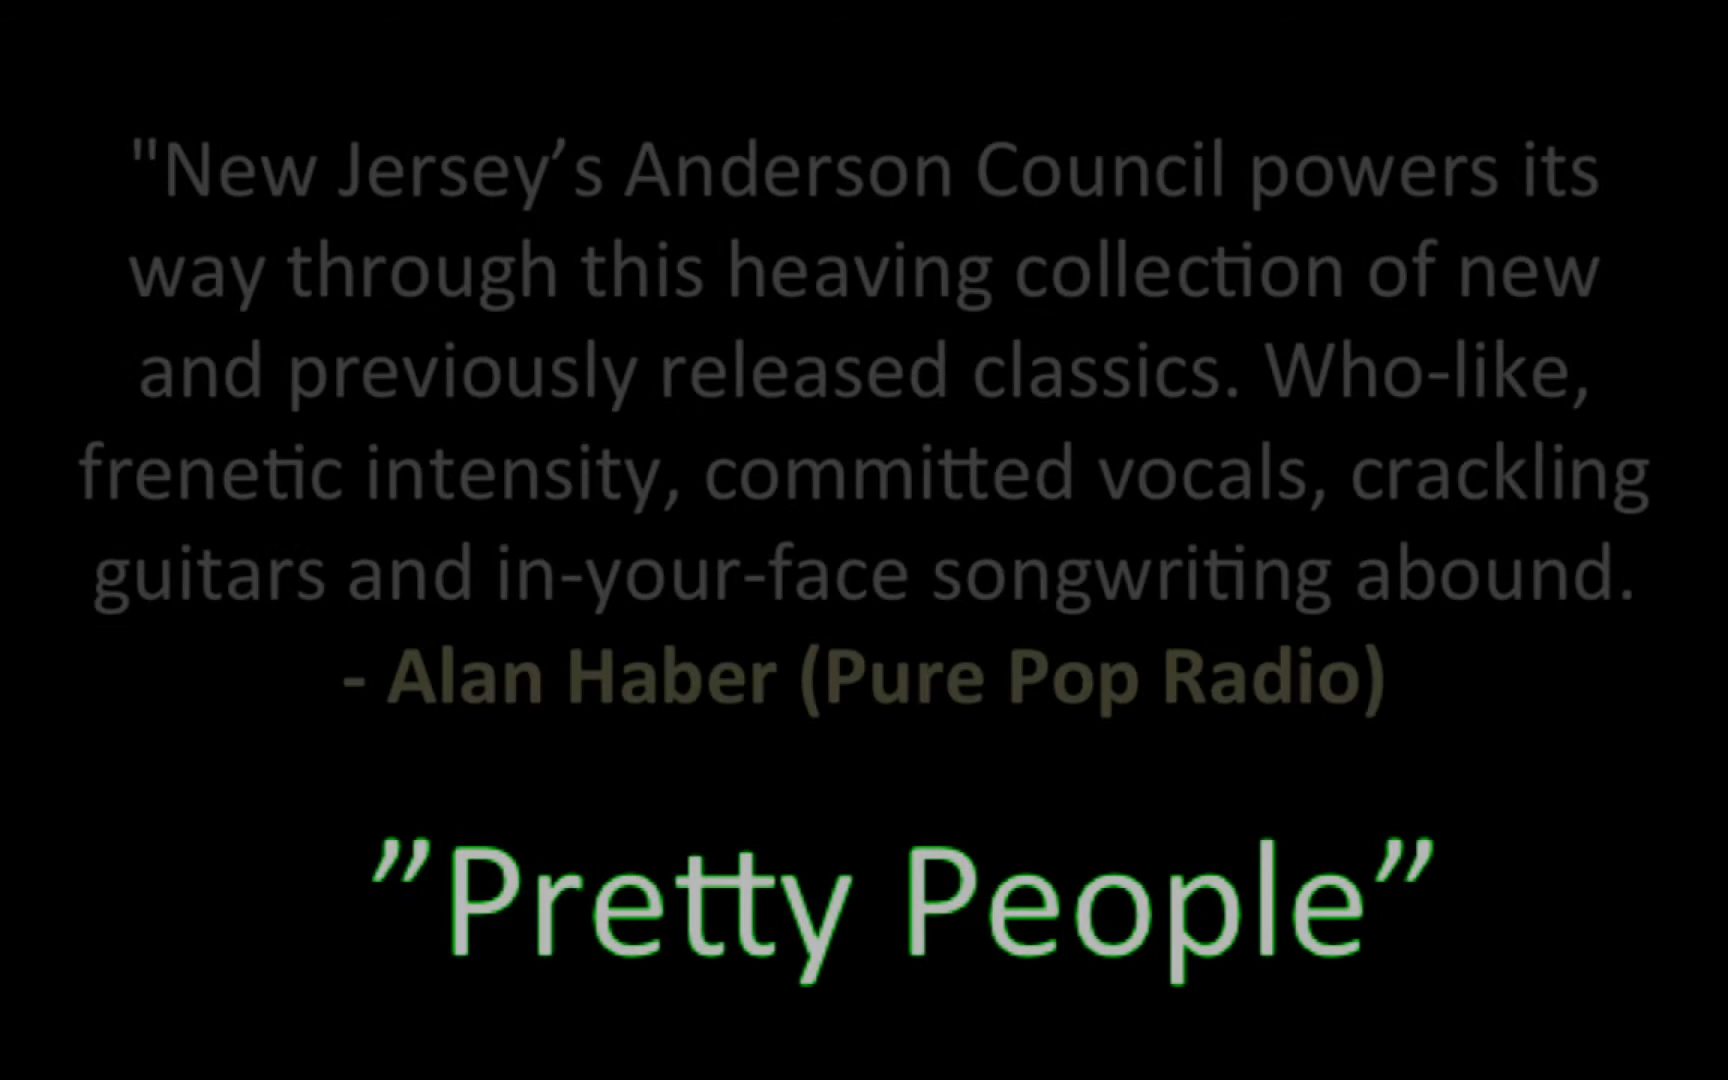 "New Jersey’s Anderson Council powers its
way through this heaving collection of new
and previously released classics. Who-like,
frenetic intensity, committed vocals, crackling
guitars and in-your-face songwriting abound.
- Alan Haber (Pure Pop Radio)
”Pretty People”